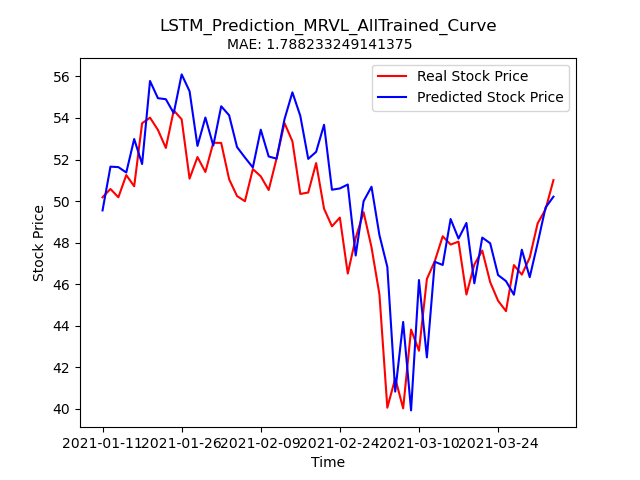 LSTM_Prediction_MRVL_AllTrained_Curve
MAE: 1.788233249141375
Real Stock Price
Predicted Stock Price
56
54
52
50
48
46
44
42
40
Stock Price
2021-01-11 2021-01-26 2021-02-09 2021-02-24 2021-03-10 2021-03-24
Time